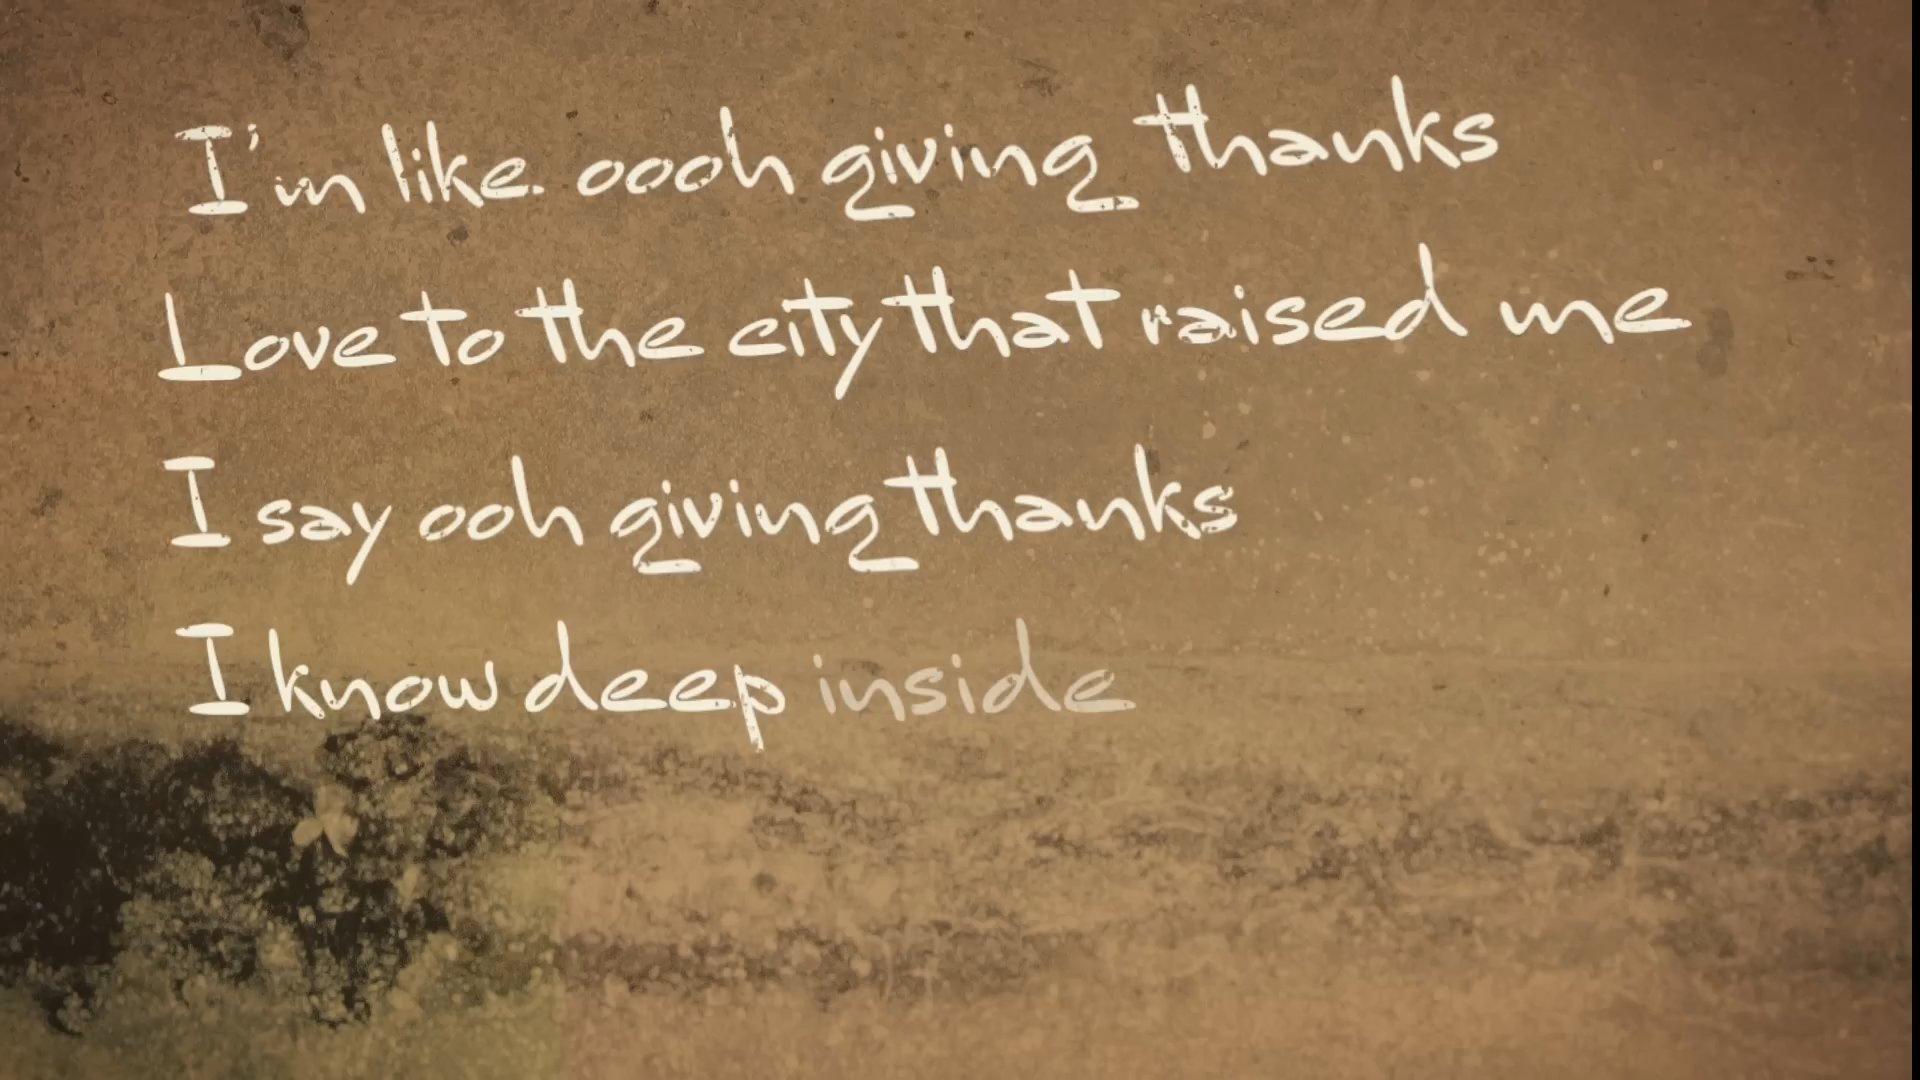 I'm like oooh giving thanks
Love to the city that raised me
I say ooh giving thanks
I know deep inside